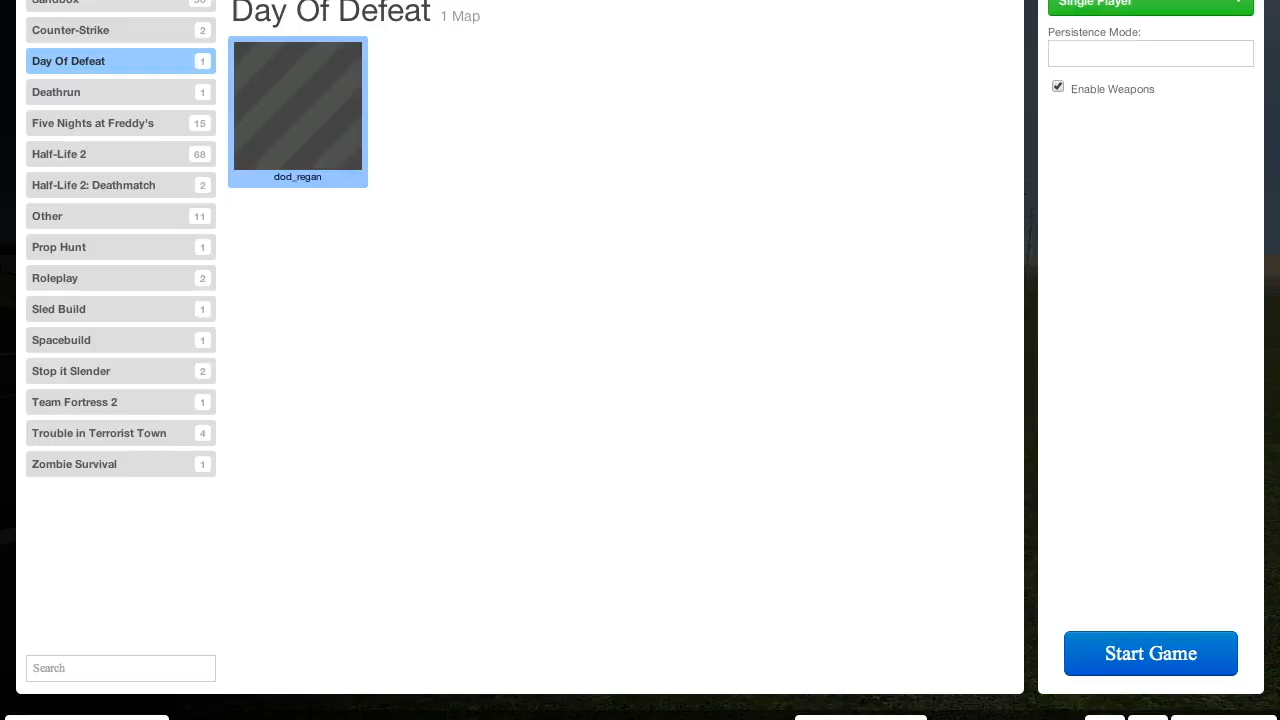 Sandbox
Day Of Defeat 1 Map
Single Player
Counter-Strike 2
Persistence Mode:
Day Of Defeat 1
Enable Weapons
Deathrun 1
Five Nights at Freddy's 15
Half-Life 2 68
dod_regan
Half-Life 2: Deathmatch 2
Other 11
Prop Hunt 1
Roleplay 2
Sled Build 1
Spacebuild 1
Stop it Slender 2
Team Fortress 2 1
Trouble in Terrorist Town 4
Zombie Survival 1
Start Game
Search